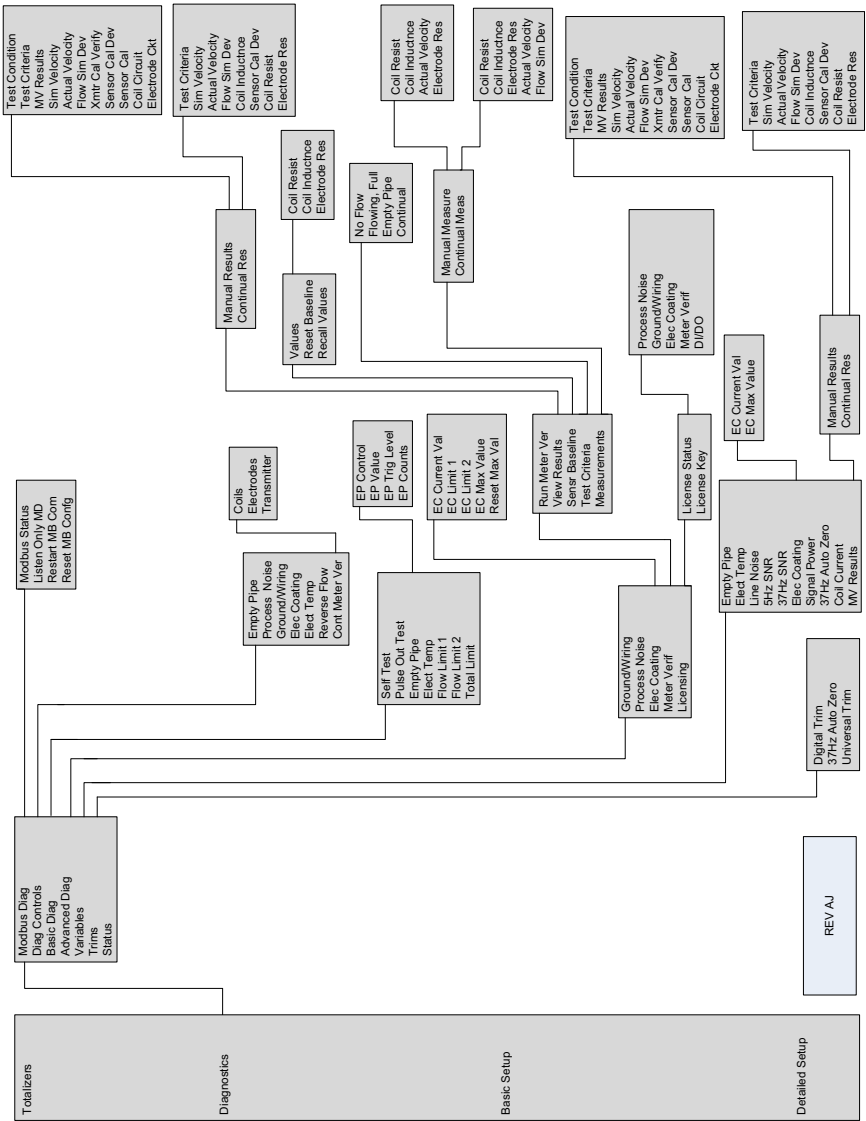 Totalizers
Diagnostics
Basic Setup
Detailed Setup
Modbus Diag
Diag Controls
Basic Diag
Advanced Diag
Variables
Trims
Status
REV AJ
Modbus Status
Listen Only MD
Restart MB Com
Reset MB Confg
Empty Pipe
Process Noise
Ground/Wiring
Elec Coating
Elect Temp
Reverse Flow
Cont Meter Ver
Coils
Electrodes
Transmitter
Self Test
Pulse Out Test
Empty Pipe
Elect Temp
Flow Limit 1
Flow Limit 2
Total Limit
EP Control
EP Value
EP Trig Level
EP Counts
Ground/Wiring
Process Noise
Elec Coating
Meter Verif
Licensing
EC Current Val
EC Limit 1
EC Limit 2
EC Max Value
Reset Max Val
Run Meter Ver
View Results
Sensr Baseline
Test Criteria
Measurements
License Status
License Key
Process Noise
Ground/Wiring
Elec Coating
Meter Verif
DI/DO
Manual Results
Continual Res
Test Condition
Test Criteria
MV Results
Sim Velocity
Actual Velocity
Flow Sim Dev
Xmtr Cal Verify
Sensor Cal Dev
Sensor Cal
Coil Circuit
Electrode Ckt
Test Criteria
Sim Velocity
Actual Velocity
Flow Sim Dev
Coil Inductnce
Sensor Cal Dev
Coil Resist
Electrode Res
Values
Reset Baseline
Recall Values
Coil Resist
Coil Inductnce
Electrode Res
No Flow
Flowing, Full
Empty Pipe
Continual
Manual Measure
Continual Meas
Coil Resist
Coil Inductnce
Actual Velocity
Electrode Res
Coil Resist
Coil Inductnce
Electrode Res
Actual Velocity
Flow Sim Dev
Empty Pipe
Elect Temp
Line Noise
5Hz SNR
37Hz SNR
Elec Coating
Signal Power
37Hz Auto Zero
Coil Current
MV Results
EC Current Val
EC Max Value
Manual Results
Continual Res
Test Condition
Test Criteria
MV Results
Sim Velocity
Actual Velocity
Flow Sim Dev
Xmtr Cal Verify
Sensor Cal Dev
Sensor Cal
Coil Circuit
Electrode Ckt
Test Criteria
Sim Velocity
Actual Velocity
Flow Sim Dev
Coil Inductnce
Sensor Cal Dev
Coil Resist
Electrode Res
Digital Trim
37Hz Auto Zero
Universal Trim